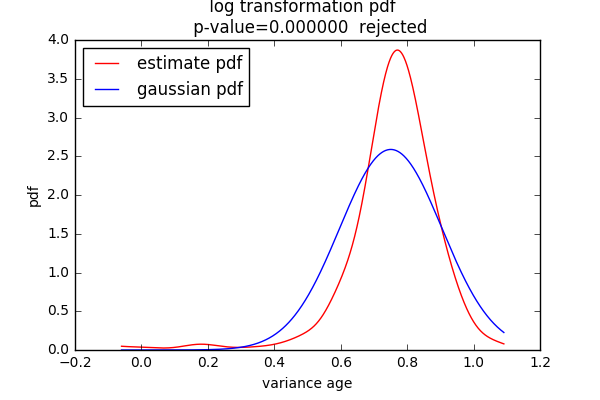 log transformation pdf
p-value=0.000000 rejected
4.0
3.5
3.0
2.5
2.0
1.5
1.0
0.5
0.0
pdf
estimate pdf
gaussian pdf
−0.2 0.0 0.2 0.4 0.6 0.8 1.0 1.2
variance age